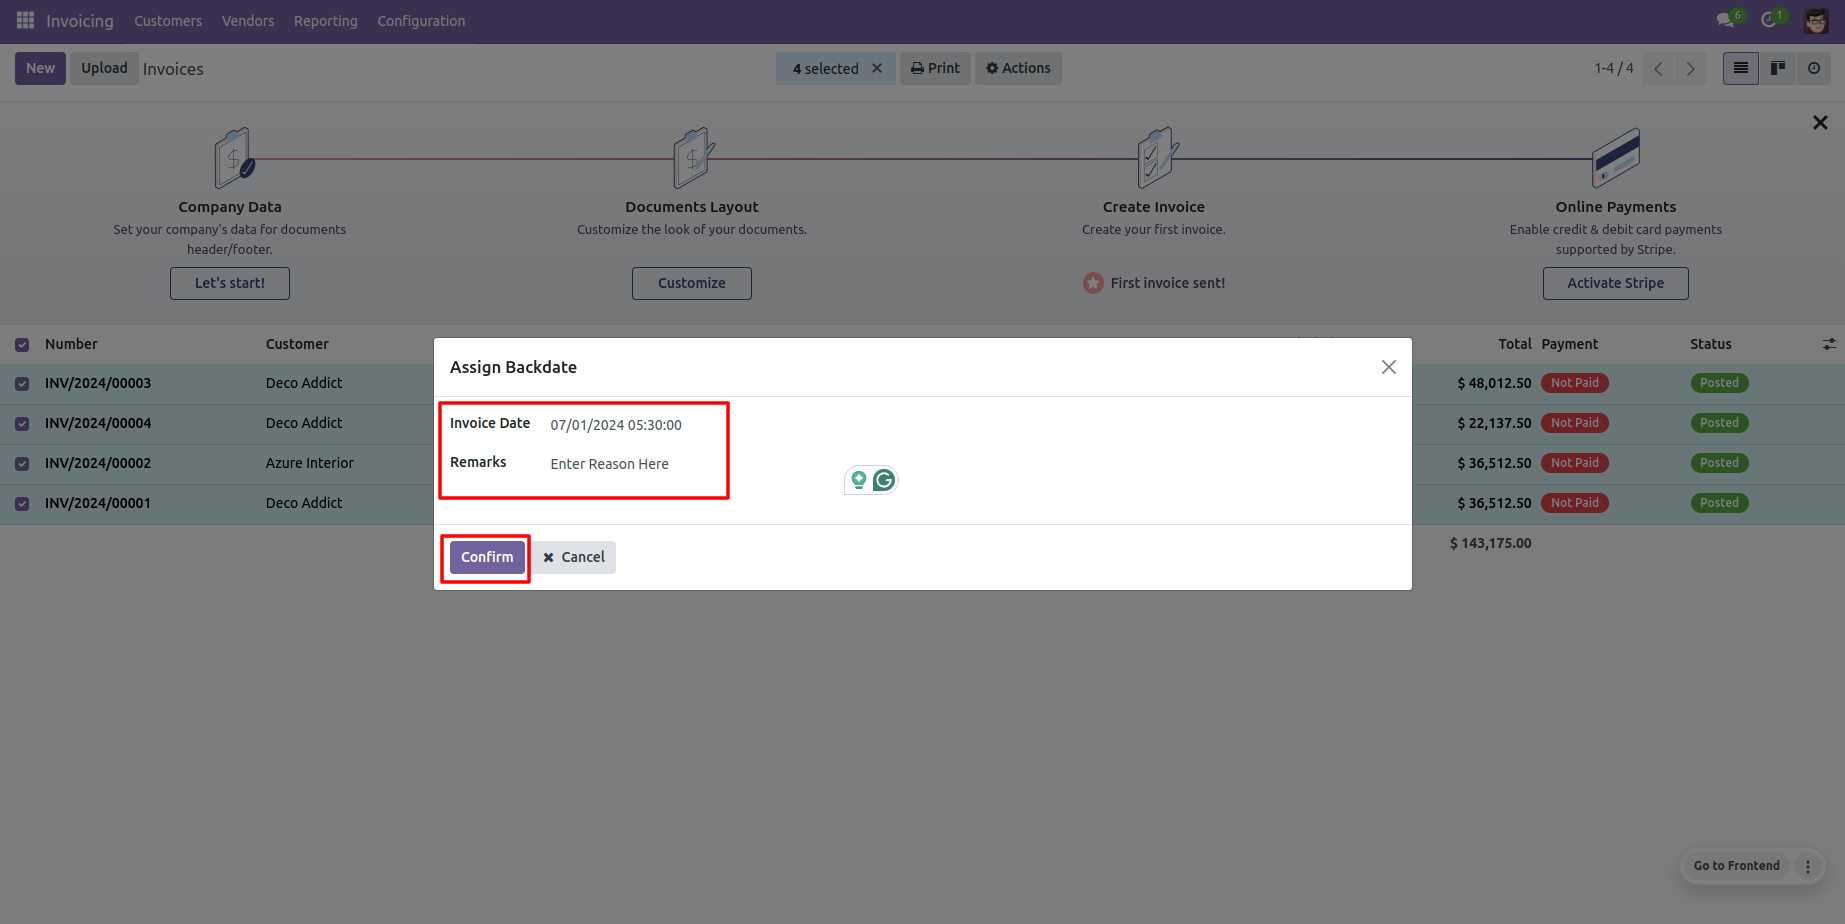 Invoicing Customers Vendors Reporting Configuration 6 1
New Upload Invoices 4 selected Print Actions 1-4 / 4
Company Data
Set your company's data for documents
header/footer.
Let's start!
Documents Layout
Customize the look of your documents.
Customize
Create Invoice
Create your first invoice.
First invoice sent!
Online Payments
Enable credit & debit card payments
supported by Stripe.
Activate Stripe
Number Customer Total Payment Status
INV/2024/00003 Deco Addict $ 48,012.50 Not Paid Posted
INV/2024/00004 Deco Addict $ 22,137.50 Not Paid Posted
INV/2024/00002 Azure Interior $ 36,512.50 Not Paid Posted
INV/2024/00001 Deco Addict $ 36,512.50 Not Paid Posted
$ 143,175.00
Assign Backdate
Invoice Date 07/01/2024 05:30:00
Remarks Enter Reason Here
Confirm Cancel
Go to Frontend